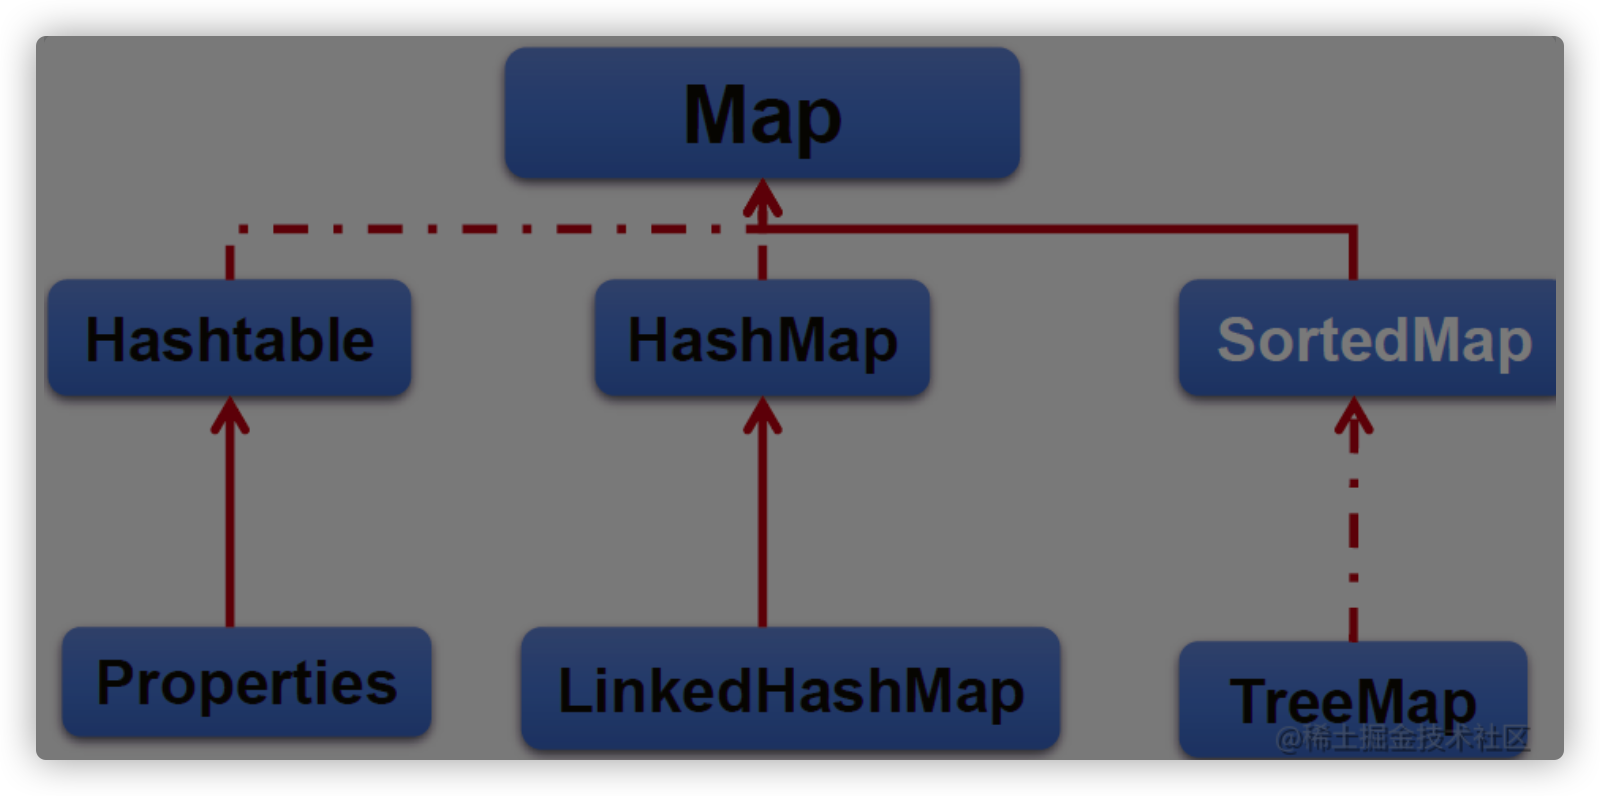 Map
Hashtable
HashMap
SortedMap
Properties
LinkedHashMap
TreeMap
@稀土掘金技术社区